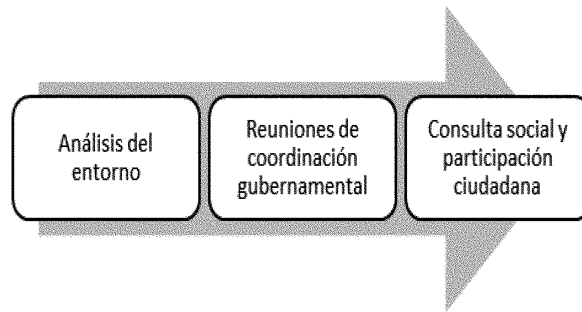 Análisis del
entorno
Reuniones de
coordinación
gubernamental
Consulta social y
participación
ciudadana